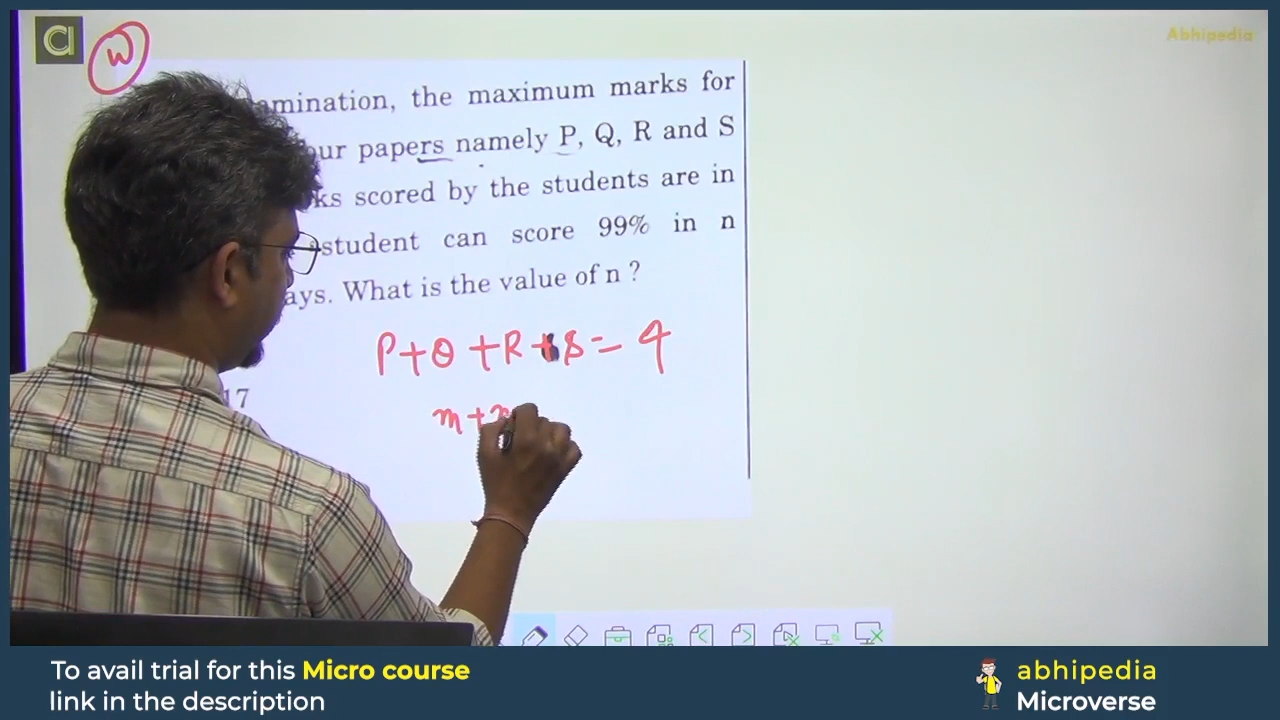 Abhipedia
W
amination, the maximum marks for
our papers namely P, Q, R and S
ks scored by the students are in
student can score 99% in n
ays. What is the value of n ?
P+Q+R+S=4
17
To avail trial for this Micro course
link in the description
abhipedia
Microverse